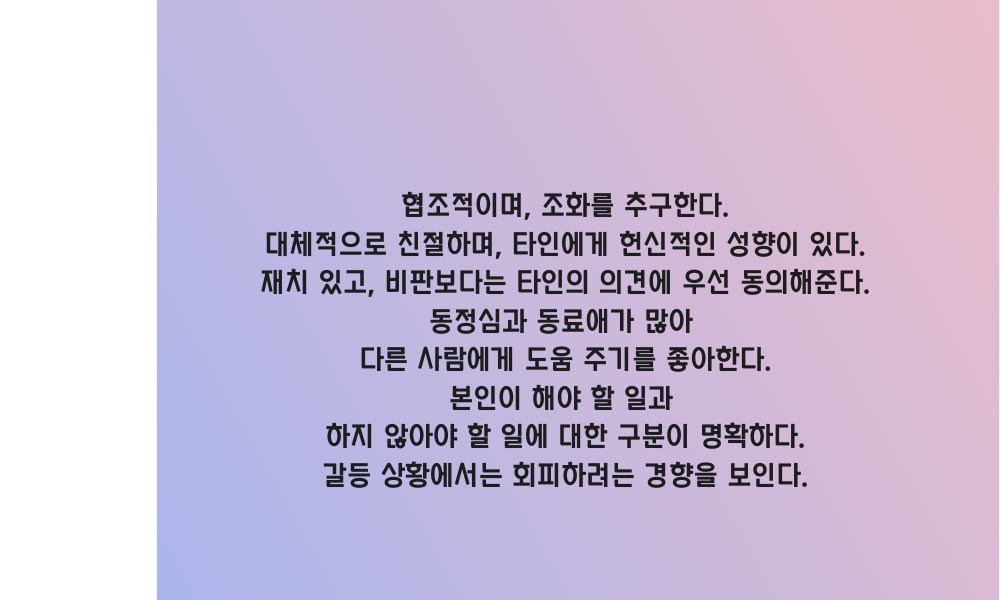 협조적이며, 조화를 추구한다.
대체적으로 친절하며, 타인에게 헌신적인 성향이 있다.
재치 있고, 비판보다는 타인의 의견에 우선 동의해준다.
동정심과 동료애가 많아
다른 사람에게 도움 주기를 좋아한다.
본인이 해야 할 일과
하지 않아야 할 일에 대한 구분이 명확하다.
갈등 상황에서는 회피하려는 경향을 보인다.